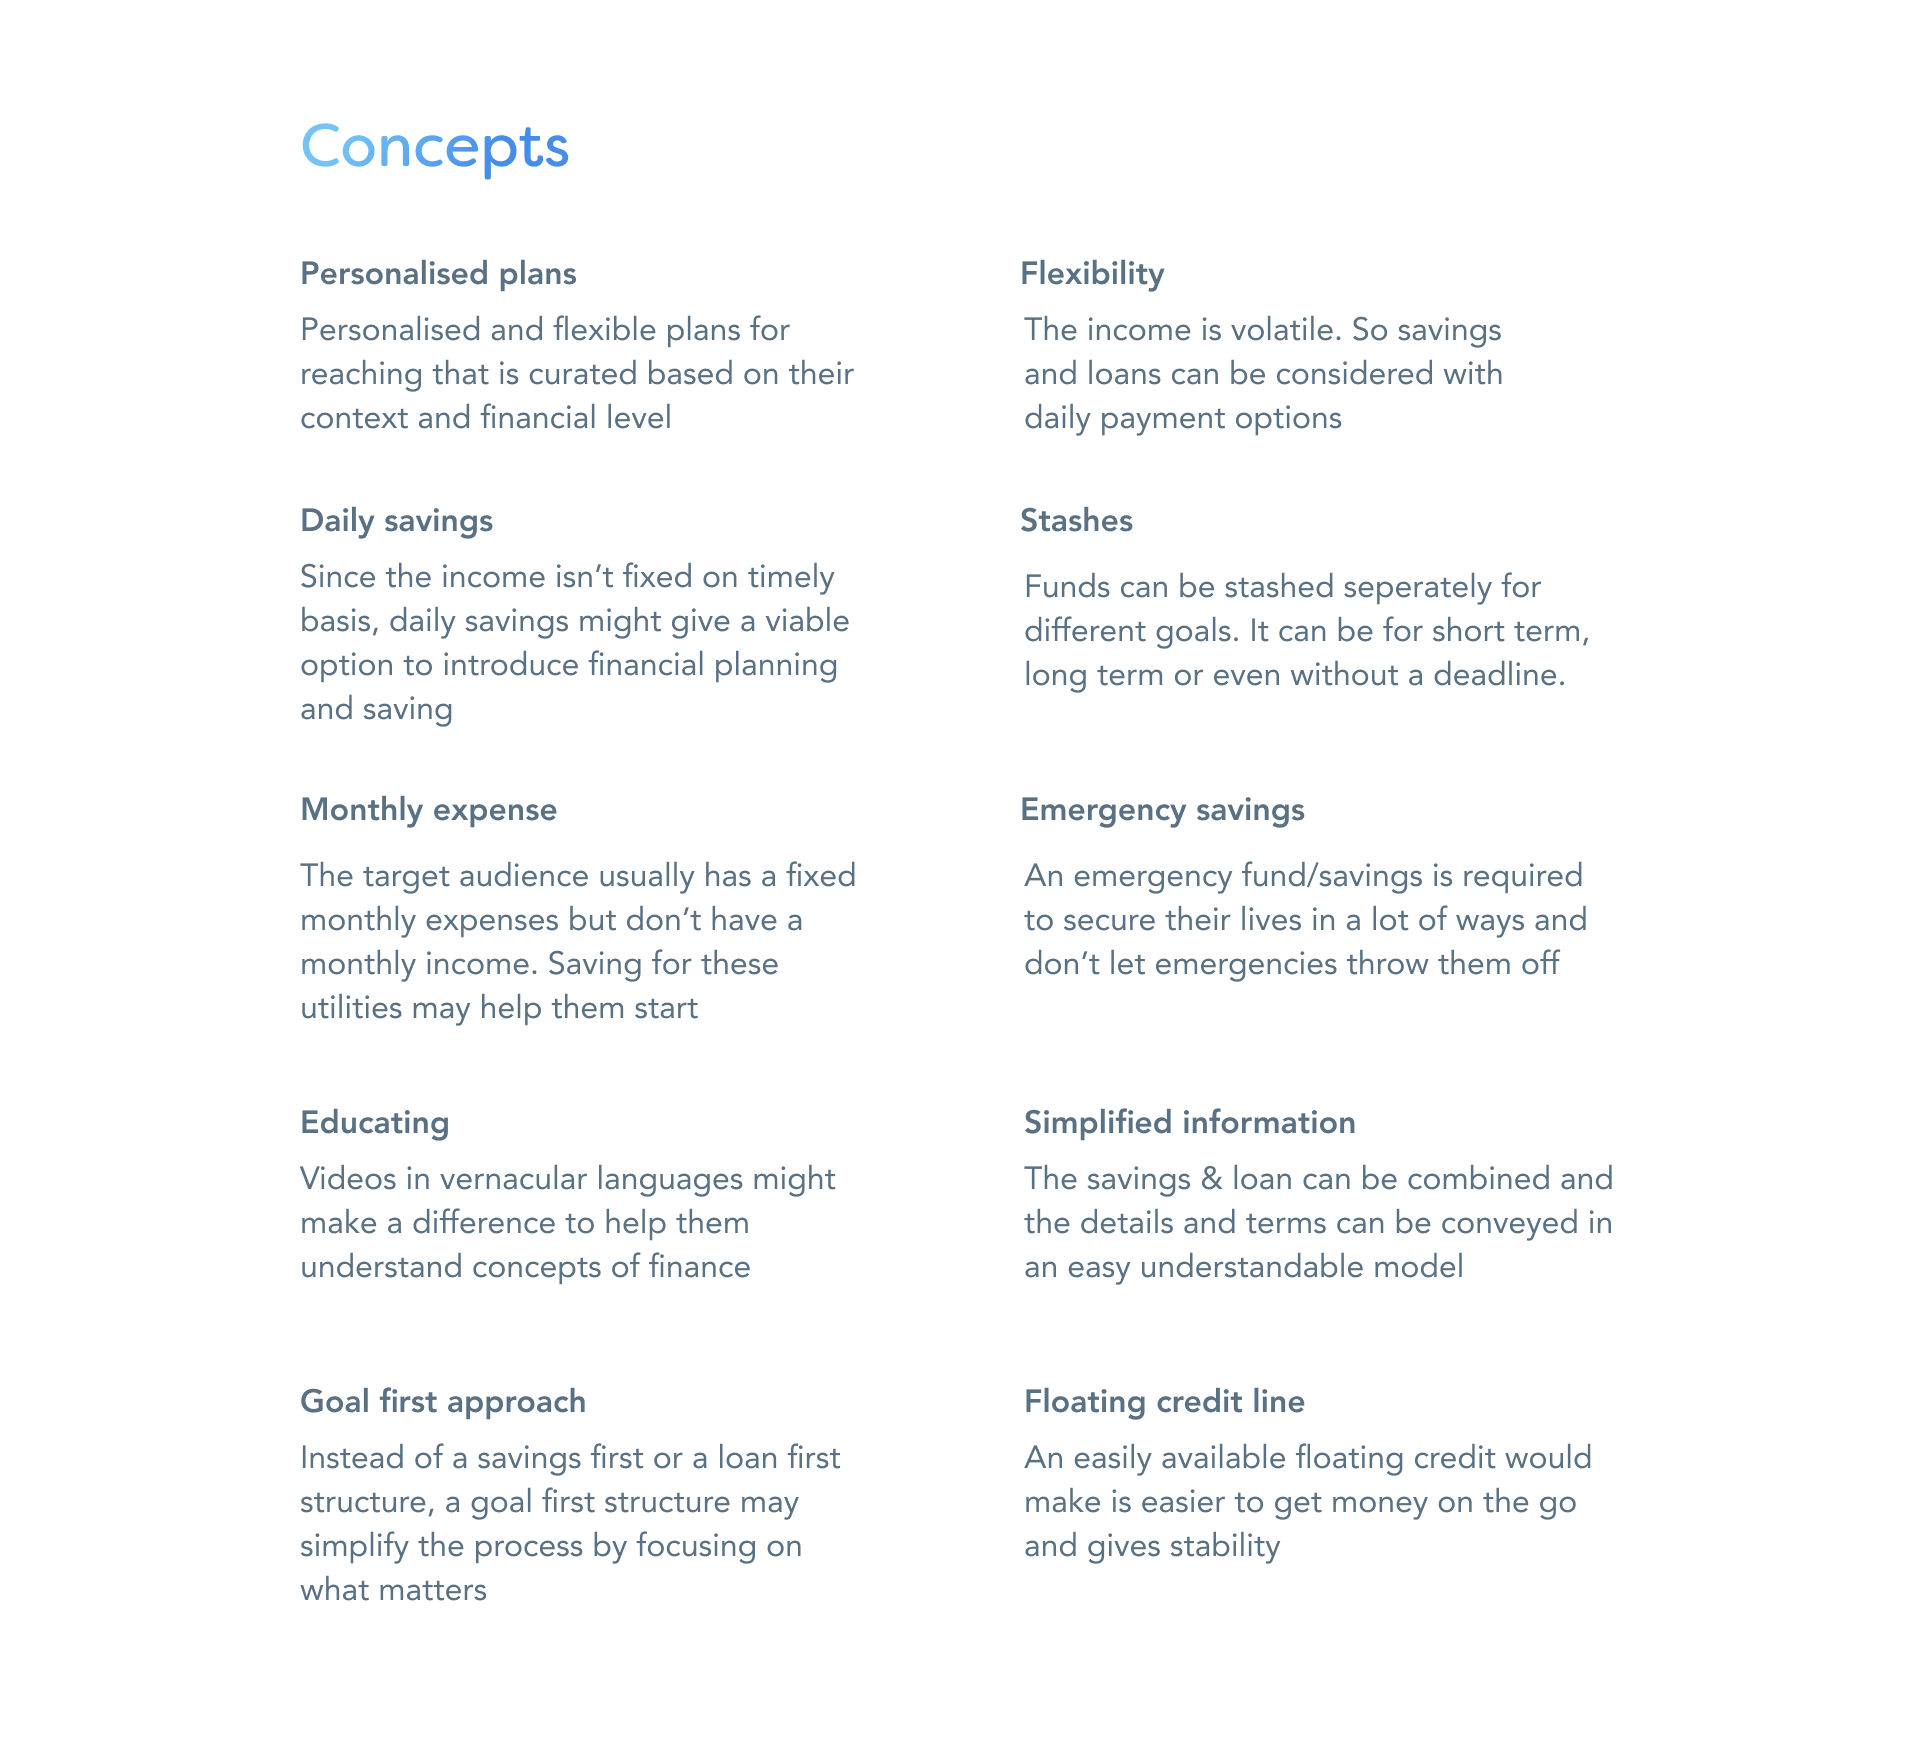 Concepts
Personalised plans
Personalised and flexible plans for
reaching that is curated based on their
context and financial level
Flexibility
The income is volatile. So savings
and loans can be considered with
daily payment options
Daily savings
Since the income isn’t fixed on timely
basis, daily savings might give a viable
option to introduce financial planning
and saving
Stashes
Funds can be stashed seperately for
different goals. It can be for short term,
long term or even without a deadline.
Monthly expense
The target audience usually has a fixed
monthly expenses but don’t have a
monthly income. Saving for these
utilities may help them start
Emergency savings
An emergency fund/savings is required
to secure their lives in a lot of ways and
don’t let emergencies throw them off
Educating
Videos in vernacular languages might
make a difference to help them
understand concepts of finance
Simplified information
The savings & loan can be combined and
the details and terms can be conveyed in
an easy understandable model
Goal first approach
Instead of a savings first or a loan first
structure, a goal first structure may
simplify the process by focusing on
what matters
Floating credit line
An easily available floating credit would
make is easier to get money on the go
and gives stability